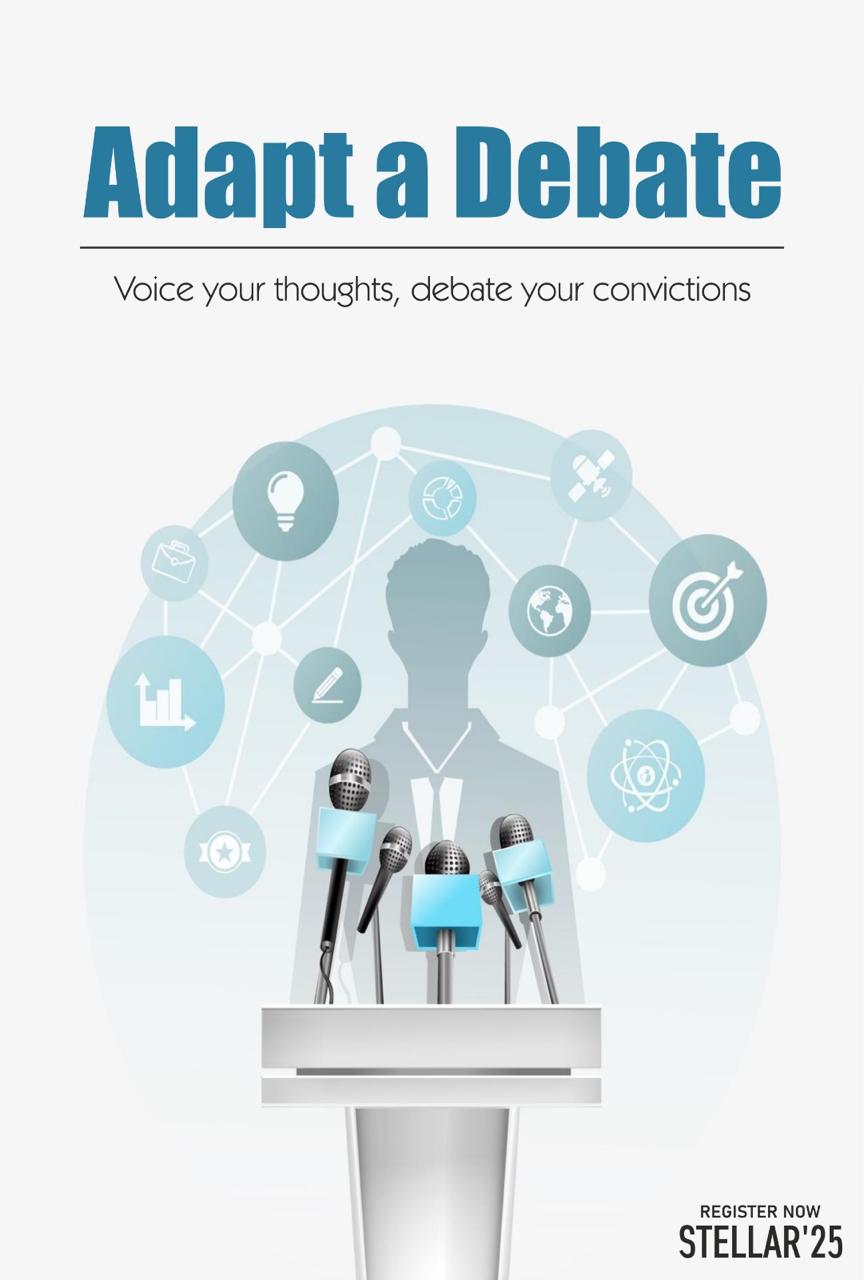 Adapt a Debate
Voice your thoughts, debate your convictions
REGISTER NOW
STELLAR'25